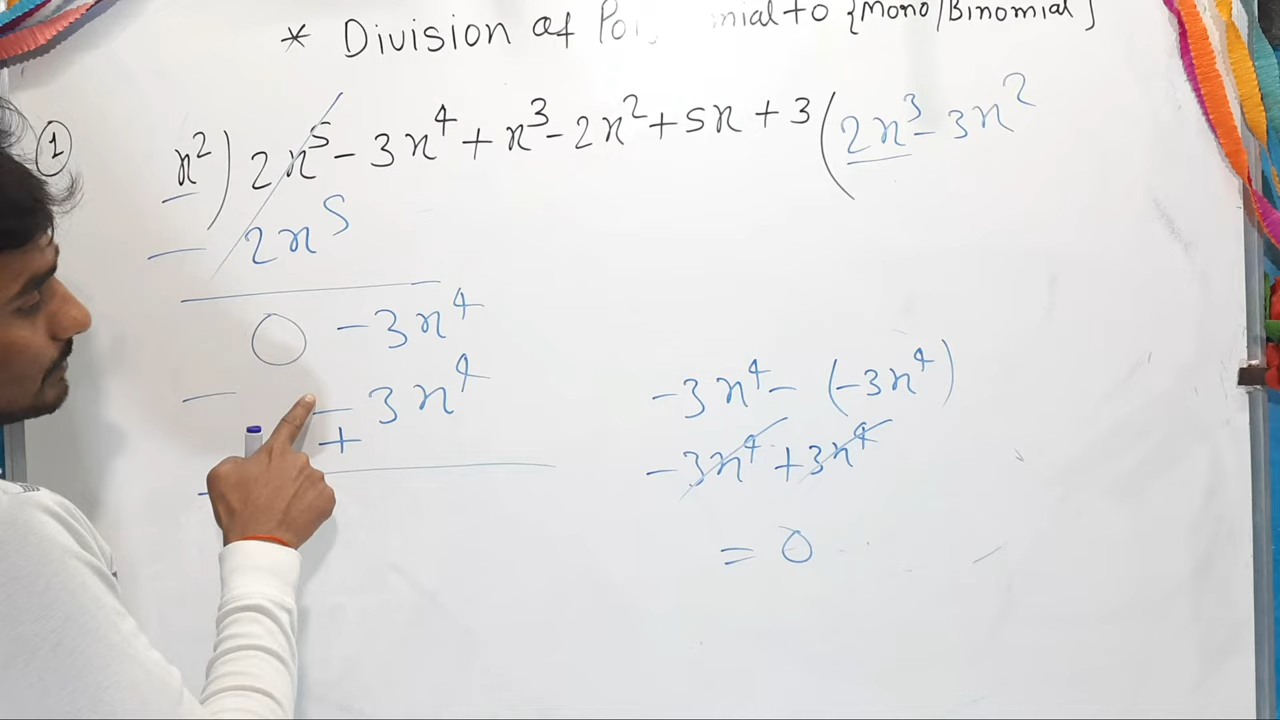 * Division of Po nial to {Mono/Binomial}
① x²) 2x⁵ - 3x⁴ + x³ - 2x² + 5x + 3 (2x³ - 3x²
- 2x⁵
0 - 3x⁴
- - 3x⁴
+
-3x⁴ - (-3x⁴)
-3x⁴ + 3x⁴
= 0